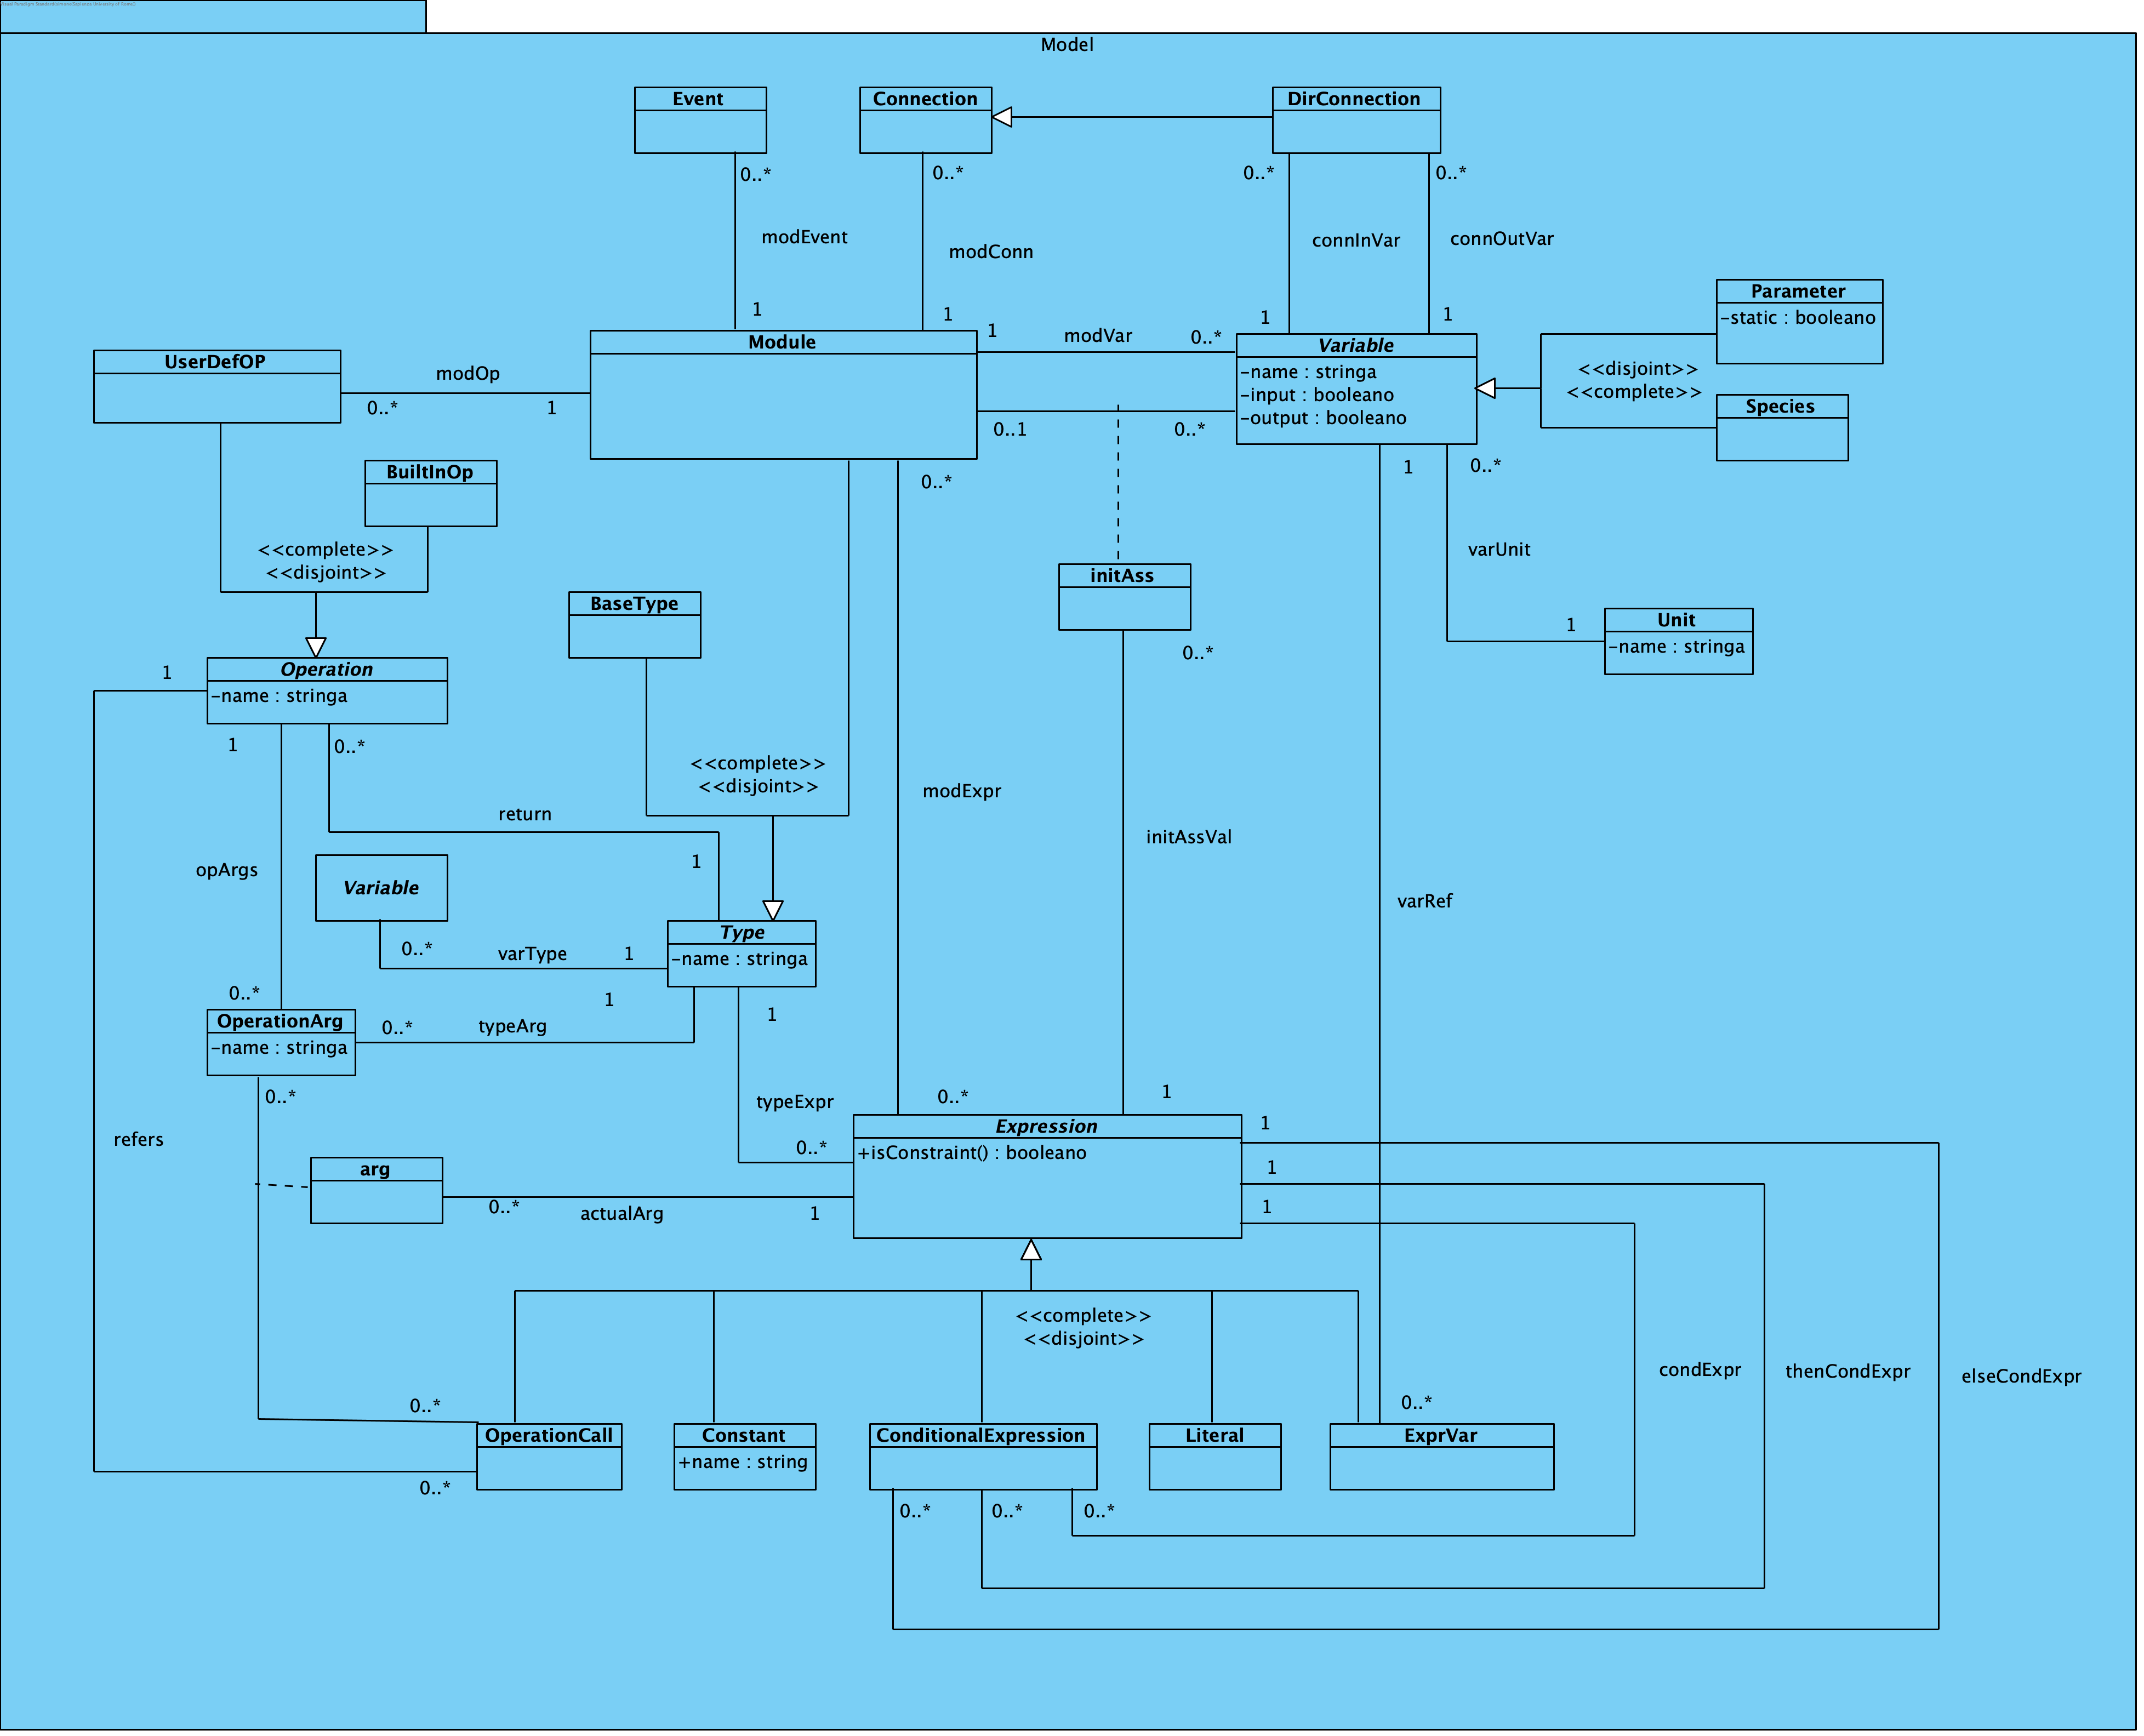 Model
Event
Connection
DirConnection
0..*
0..*
0..*
0..*
modEvent
modConn
connInVar
connOutVar
Parameter
-static : booleano
1
1
1
1
1
modVar
0..*
Module
Variable
-name : stringa
-input : booleano
-output : booleano
<<disjoint>>
<<complete>>
Species
UserDefOP
modOp
0..*
1
0..1
0..*
BuiltInOp
0..*
1
0..*
<<complete>>
<<disjoint>>
varUnit
initAss
BaseType
0..*
1
Unit
-name : stringa
1
Operation
-name : stringa
1
0..*
<<complete>>
<<disjoint>>
modExpr
return
initAssVal
opArgs
1
Variable
varRef
Type
-name : stringa
0..*
varType
1
0..*
1
1
OperationArg
-name : stringa
0..*
typeArg
0..*
typeExpr
0..*
1
Expression
+isConstraint() : booleano
1
refers
0..*
arg
1
0..*
actualArg
1
1
<<complete>>
<<disjoint>>
condExpr
thenCondExpr
elseCondExpr
0..*
0..*
OperationCall
Constant
+name : string
ConditionalExpression
Literal
ExprVar
0..*
0..*
0..*
0..*